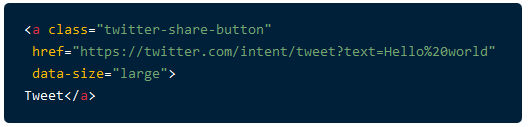 <a class="twitter-share-button"
href="https://twitter.com/intent/tweet?text=Hello%20world"
data-size="large">
Tweet</a>